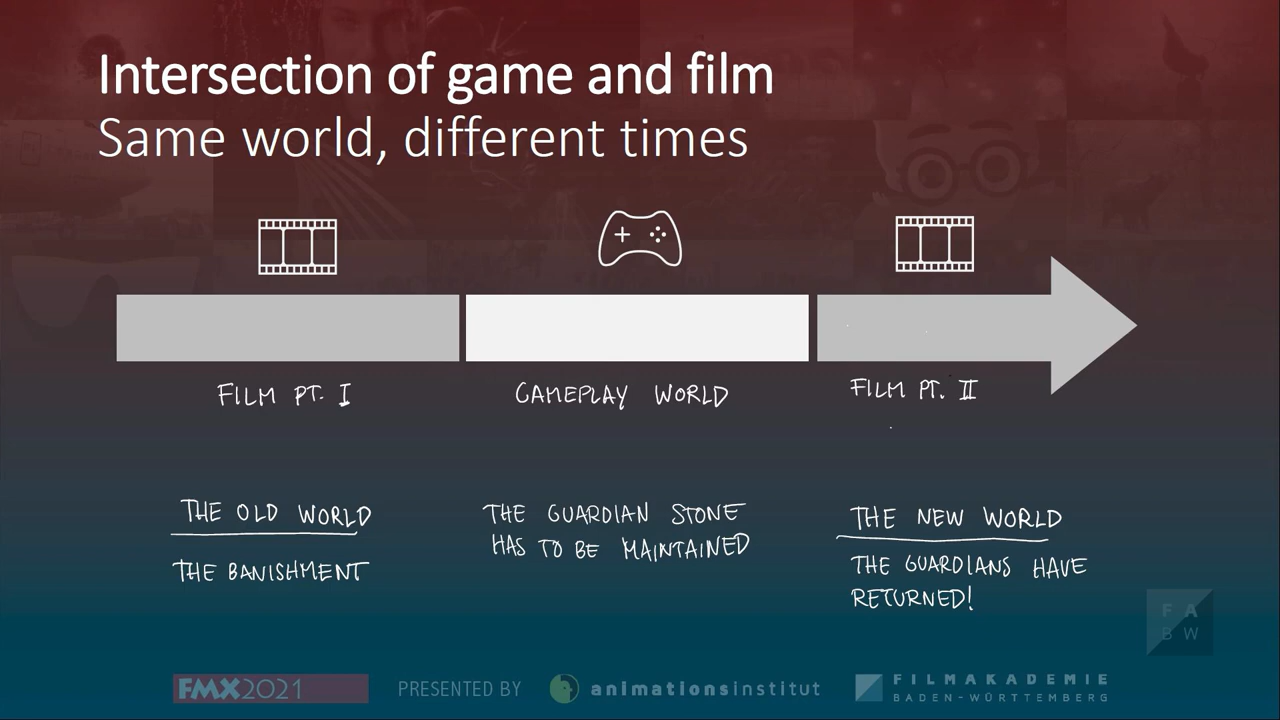 Intersection of game and film
Same world, different times
FILM PT. I
GAMEPLAY WORLD
FILM PT. II
THE OLD WORLD
THE BANISHMENT
THE GUARDIAN STONE
HAS TO BE MAINTAINED
THE NEW WORLD
THE GUARDIANS HAVE
RETURNED!
FA
BW
FMX2021
PRESENTED BY
animationsinstitut
FILMAKADEMIE
BADEN-WÜRTTEMBERG